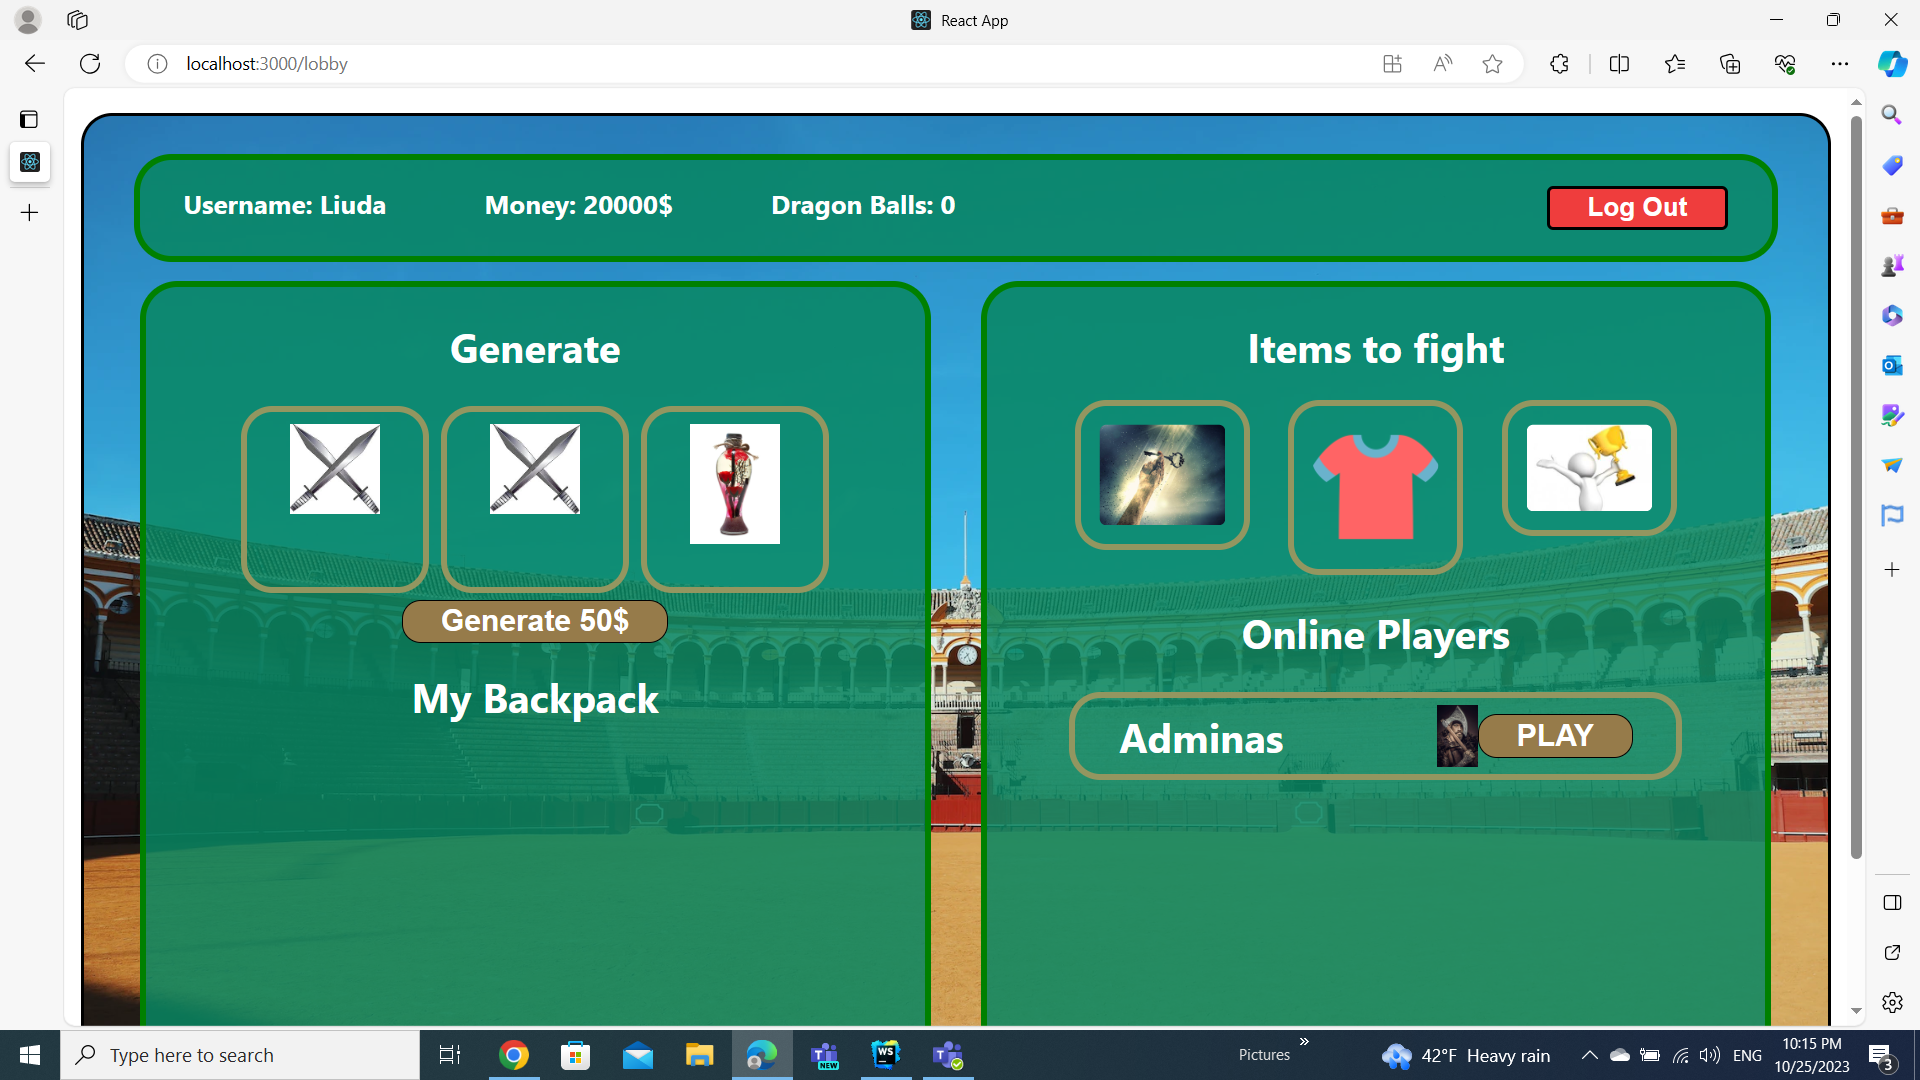 React App
localhost:3000/lobby
Username: Liuda
Money: 20000$
Dragon Balls: 0
Log Out
Generate
Generate 50$
My Backpack
Items to fight
Online Players
Adminas
PLAY
Type here to search
NEW
WS
Pictures
42°F Heavy rain
ENG
10:15 PM
10/25/2023
3